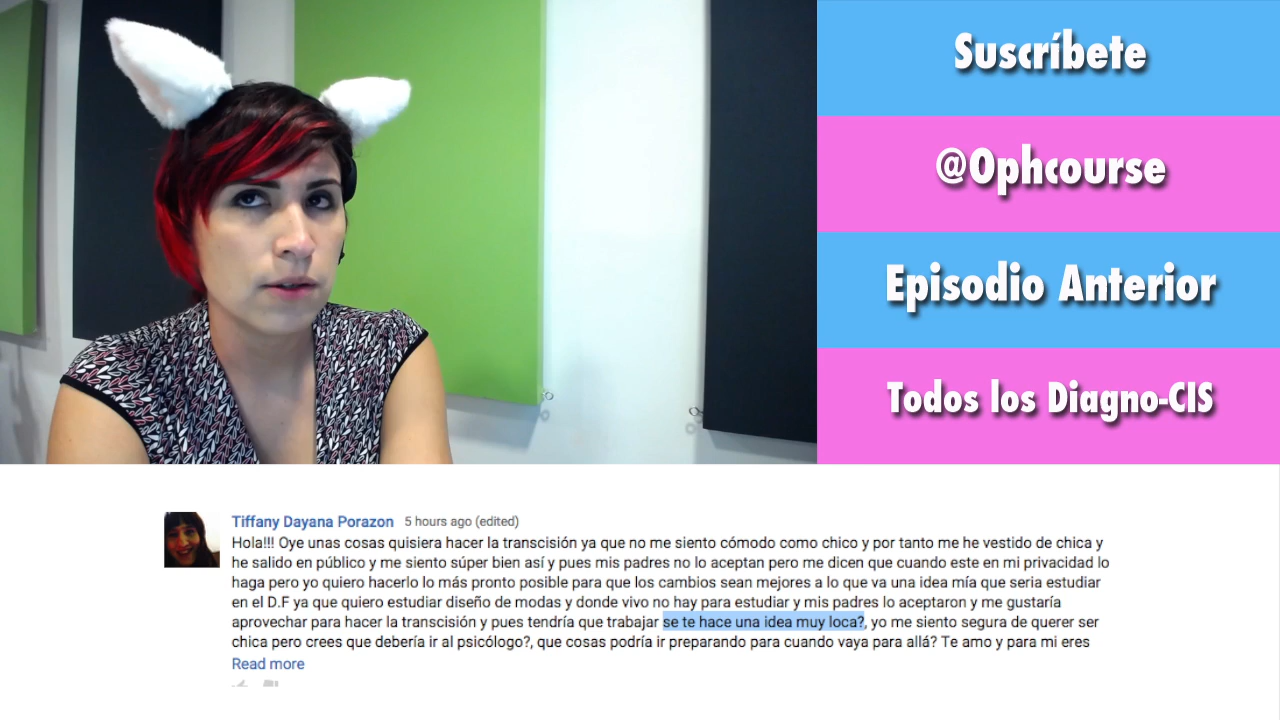 Suscríbete
@Ophcourse
Episodio Anterior
Todos los Diagno-CIS
Tiffany Dayana Porazon 5 hours ago (edited)
Hola!!! Oye unas cosas quisiera hacer la transcisión ya que no me siento cómodo como chico y por tanto me he vestido de chica y
he salido en público y me siento súper bien así y pues mis padres no lo aceptan pero me dicen que cuando este en mi privacidad lo
haga pero yo quiero hacerlo lo más pronto posible para que los cambios sean mejores a lo que va una idea mía que seria estudiar
en el D.F ya que quiero estudiar diseño de modas y donde vivo no hay para estudiar y mis padres lo aceptaron y me gustaría
aprovechar para hacer la transcisión y pues tendría que trabajar se te hace una idea muy loca?, yo me siento segura de querer ser
chica pero crees que debería ir al psicólogo?, que cosas podría ir preparando para cuando vaya para allá? Te amo y para mi eres
Read more